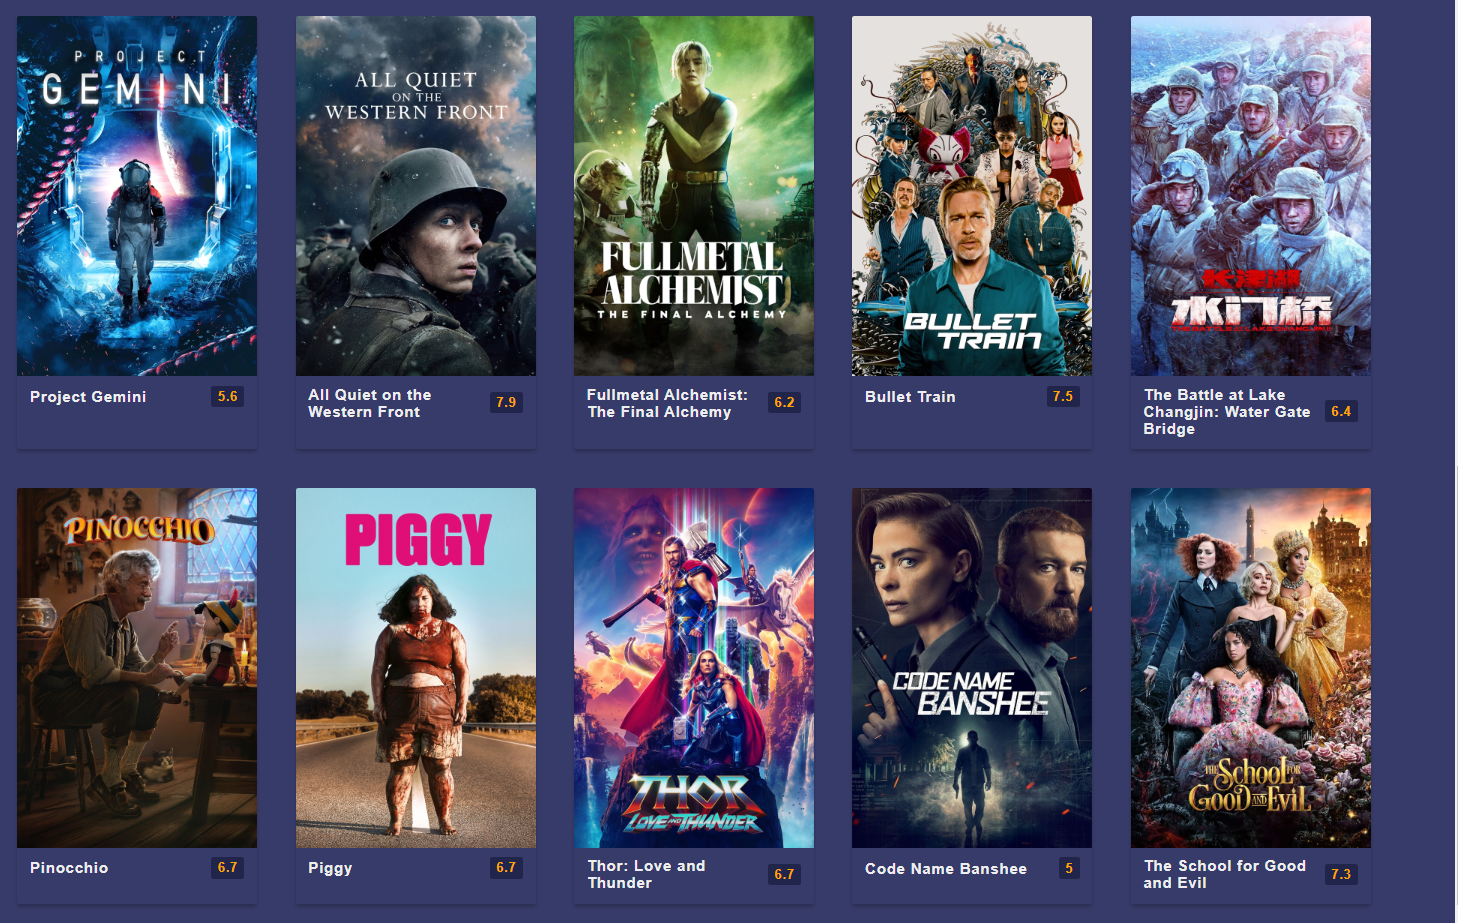 PROJECT
GEMINI
Project Gemini
5.6
ALL QUIET
ON THE
WESTERN FRONT
All Quiet on the
Western Front
7.9
FULLMETAL
ALCHEMIST
THE FINAL ALCHEMY
Fullmetal Alchemist:
The Final Alchemy
6.2
BULLET
TRAIN
Bullet Train
7.5
长津湖
水门桥
The Battle at Lake
Changjin: Water Gate
Bridge
6.4
PINOCCHIO
Pinocchio
6.7
PIGGY
Piggy
6.7
THOR
LOVE AND THUNDER
Thor: Love and
Thunder
6.7
CODE NAME
BANSHEE
Code Name Banshee
5
THE SCHOOL FOR
GOOD AND EVIL
The School for Good
and Evil
7.3